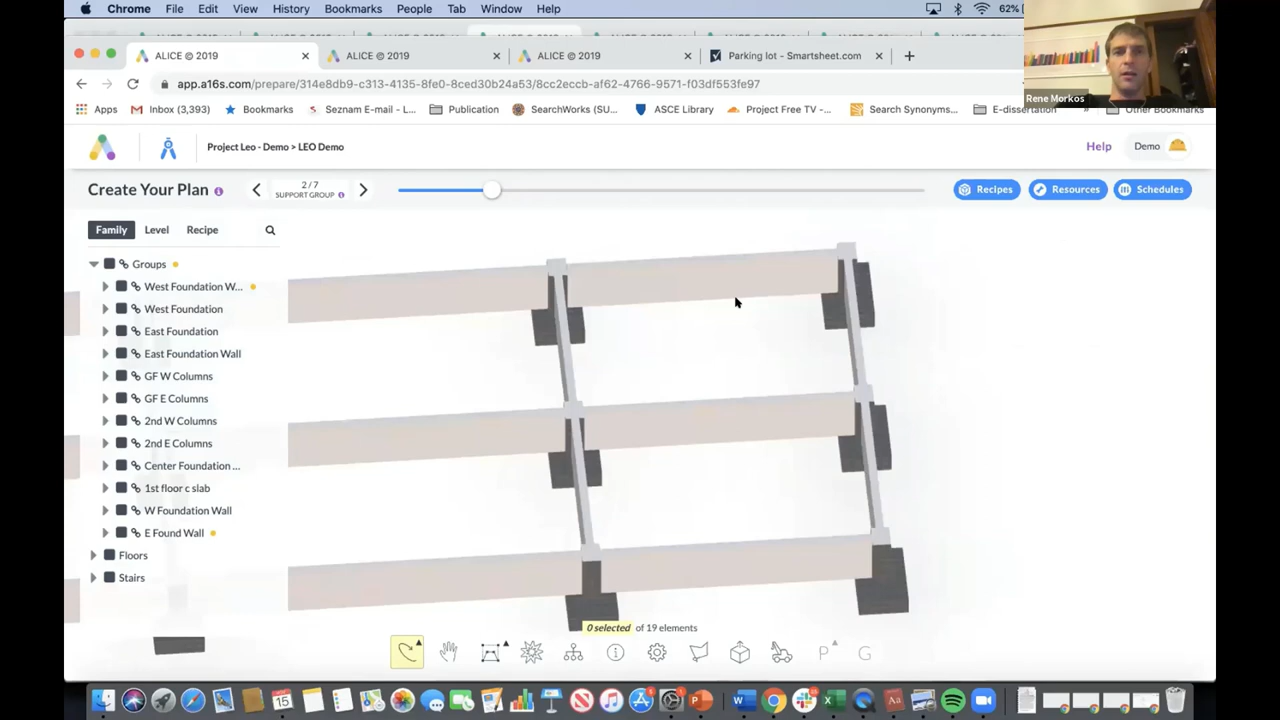 Chrome File Edit View History Bookmarks People Tab Window Help 62%
ALICE © 2019 ALICE © 2019 ALICE © 2019 Parking lot - Smartsheet.com
app.a16s.com/prepare/314e8db9-c313-4135-8fe0-8ced30b24a53/8cc2eccb-af62-4766-9571-f03df553fe97
Rene Morkos
Apps Inbox (3,393) Bookmarks Seznam E-nail - L... Publication SearchWorks (SU... ASCE Library Project Free TV -... Search Synonyms... E-dissertation » Other Bookmarks
Project Leo - Demo > LEO Demo Help Demo
Create Your Plan 2/7 Recipes Resources Schedules
SUPPORT GROUP
Family Level Recipe
Groups
West Foundation W...
West Foundation
East Foundation
East Foundation Wall
GF W Columns
GF E Columns
2nd W Columns
2nd E Columns
Center Foundation ...
1st floor c slab
W Foundation Wall
E Found Wall
Floors
Stairs
0 selected of 19 elements
P G
15